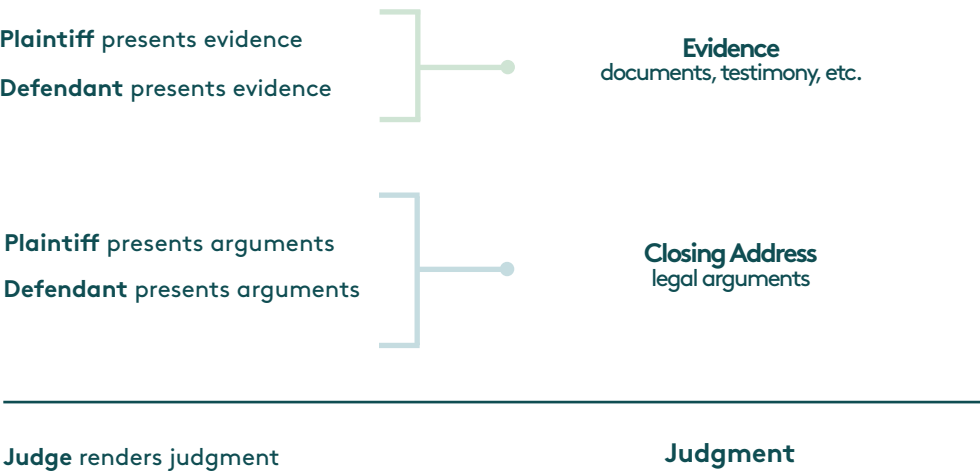 Plaintiff presents evidence
Defendant presents evidence
Evidence
documents, testimony, etc.
Plaintiff presents arguments
Defendant presents arguments
Closing Address
legal arguments
Judge renders judgment
Judgment